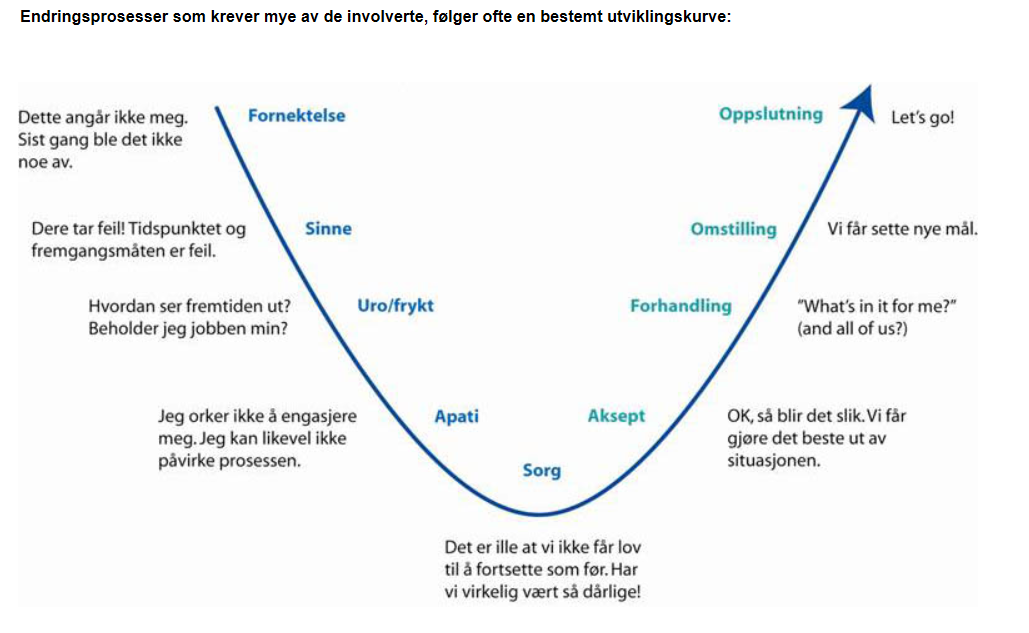 Endringsprosesser som krever mye av de involverte, følger ofte en bestemt utviklingskurve:
Dette angår ikke meg.
Sist gang ble det ikke
noe av.
Fornektelse
Oppslutning
Let's go!
Dere tar feil! Tidspunktet og
fremgangsmåten er feil.
Sinne
Omstilling
Vi får sette nye mål.
Hvordan ser fremtiden ut?
Beholder jeg jobben min?
Uro/frykt
Forhandling
"What's in it for me?"
(and all of us?)
Jeg orker ikke å engasjere
meg. Jeg kan likevel ikke
påvirke prosessen.
Apati
Aksept
OK, så blir det slik. Vi får
gjøre det beste ut av
situasjonen.
Sorg
Det er ille at vi ikke får lov
til å fortsette som før. Har
vi virkelig vært så dårlige!